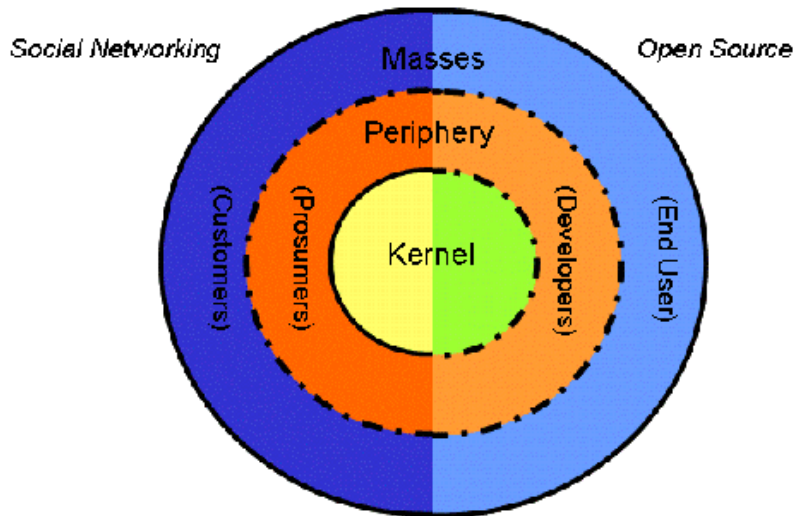 Social Networking
Open Source
Masses
Periphery
(Customers)
(Prosumers)
Kernel
(Developers)
(End User)